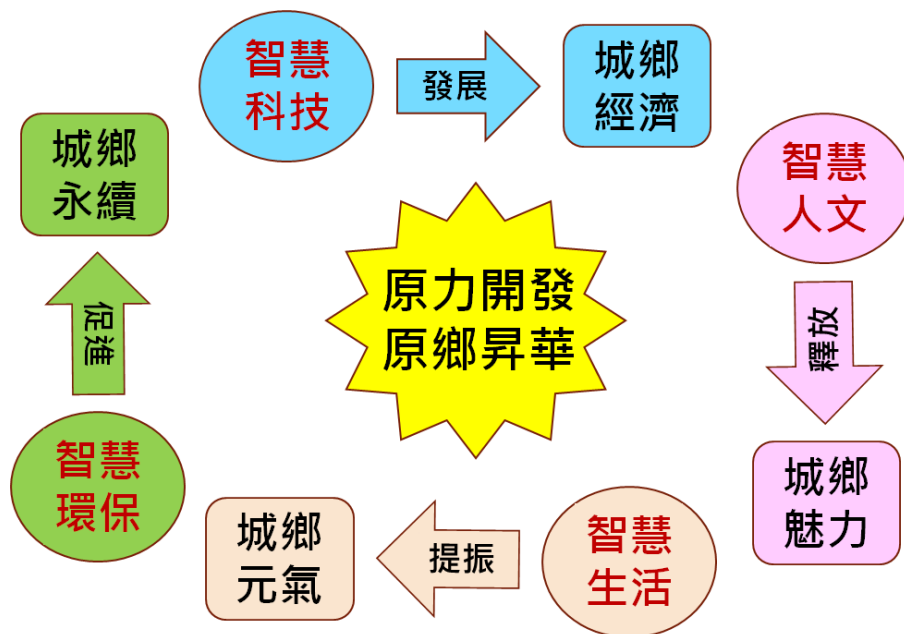 智慧
科技
發展
城鄉
經濟
智慧
人文
釋放
城鄉
魅力
智慧
生活
提振
城鄉
元氣
智慧
環保
促進
城鄉
永續
原力開發
原鄉昇華